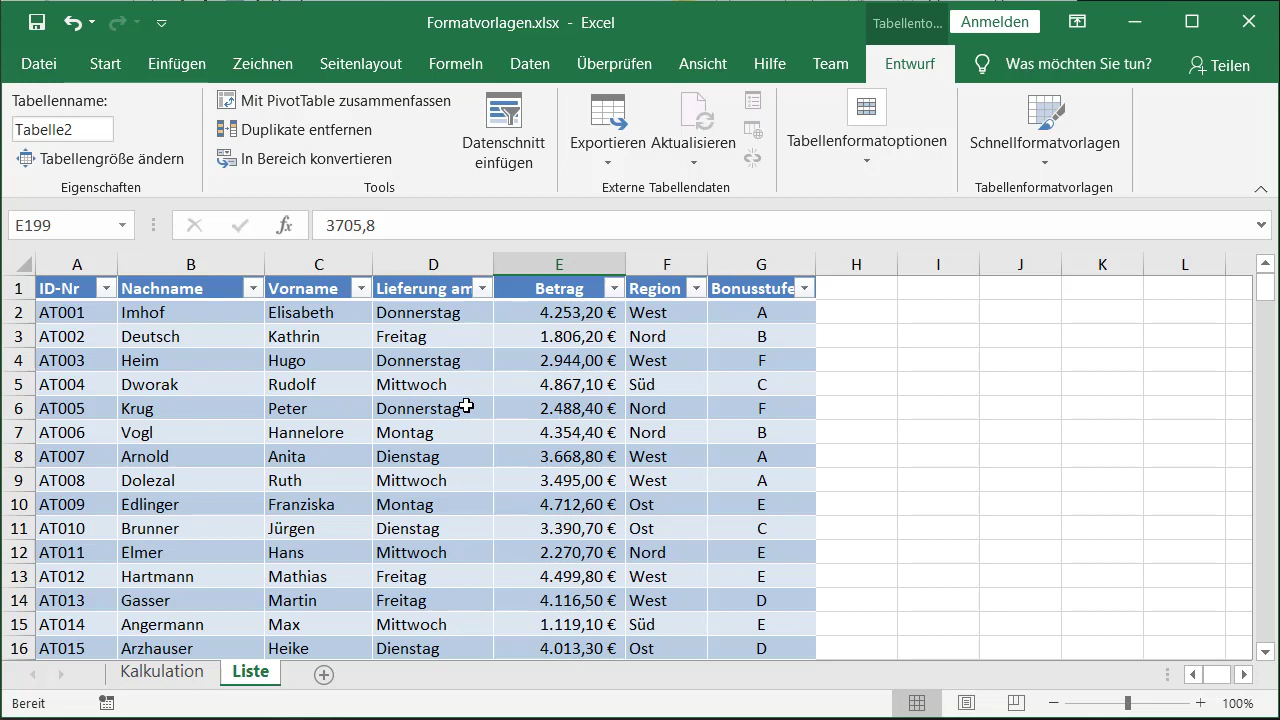 Formatvorlagen.xlsx - Excel
Tabellento...
Anmelden
Datei Start Einfügen Zeichnen Seitenlayout Formeln Daten Überprüfen Ansicht Hilfe Team Entwurf Was möchten Sie tun? Teilen
Tabellenname:
Tabelle2
Tabellengröße ändern
Eigenschaften
Mit PivotTable zusammenfassen
Duplikate entfernen
In Bereich konvertieren
Tools
Datenschnitt
einfügen
Exportieren
Aktualisieren
Externe Tabellendaten
Tabellenformatoptionen
Schnellformatvorlagen
Tabellenformatvorlagen
E199 fx 3705,8
A B C D E F G H I J K L
1 ID-Nr Nachname Vorname Lieferung am Betrag Region Bonusstufe
2 AT001 Imhof Elisabeth Donnerstag 4.253,20 € West A
3 AT002 Deutsch Kathrin Freitag 1.806,20 € Nord B
4 AT003 Heim Hugo Donnerstag 2.944,00 € West F
5 AT004 Dworak Rudolf Mittwoch 4.867,10 € Süd C
6 AT005 Krug Peter Donnerstag 2.488,40 € Nord F
7 AT006 Vogl Hannelore Montag 4.354,40 € Nord B
8 AT007 Arnold Anita Dienstag 3.668,80 € West A
9 AT008 Dolezal Ruth Mittwoch 3.495,00 € West A
10 AT009 Edlinger Franziska Montag 4.712,60 € Ost E
11 AT010 Brunner Jürgen Dienstag 3.390,70 € Ost C
12 AT011 Elmer Hans Mittwoch 2.270,70 € Nord E
13 AT012 Hartmann Mathias Freitag 4.499,80 € West E
14 AT013 Gasser Martin Freitag 4.116,50 € West D
15 AT014 Angermann Max Mittwoch 1.119,10 € Süd E
16 AT015 Arzhauser Heike Dienstag 4.013,30 € Ost D
Kalkulation Liste
Bereit
100%